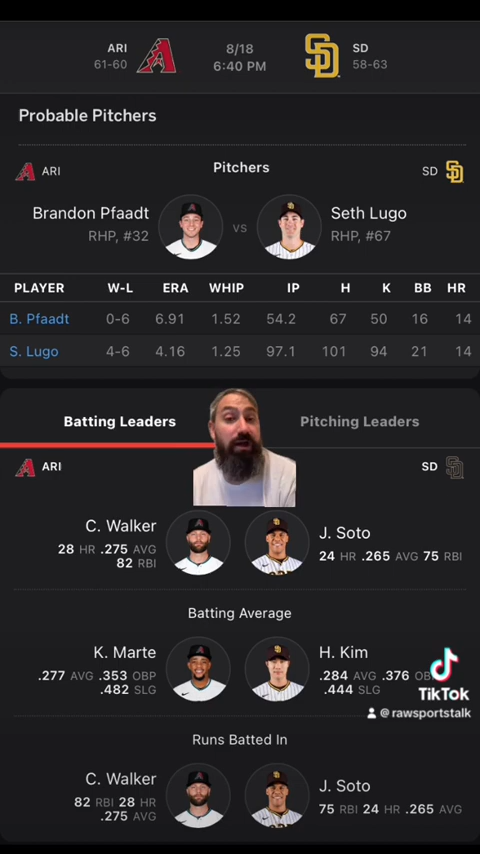 ARI
61-60
8/18
6:40 PM
SD
58-63
Probable Pitchers
ARI
Pitchers
SD
Brandon Pfaadt
RHP, #32
vs
Seth Lugo
RHP, #67
PLAYER W-L ERA WHIP IP H K BB HR
B. Pfaadt 0-6 6.91 1.52 54.2 67 50 16 14
S. Lugo 4-6 4.16 1.25 97.1 101 94 21 14
Batting Leaders
Pitching Leaders
ARI
SD
C. Walker
28 HR .275 AVG
82 RBI
J. Soto
24 HR .265 AVG 75 RBI
Batting Average
K. Marte
.277 AVG .353 OBP
.482 SLG
H. Kim
.284 AVG .376
.444 SLG
TikTok
@rawsportstalk
Runs Batted In
C. Walker
82 RBI 28 HR
.275 AVG
J. Soto
75 RBI 24 HR .265 AVG